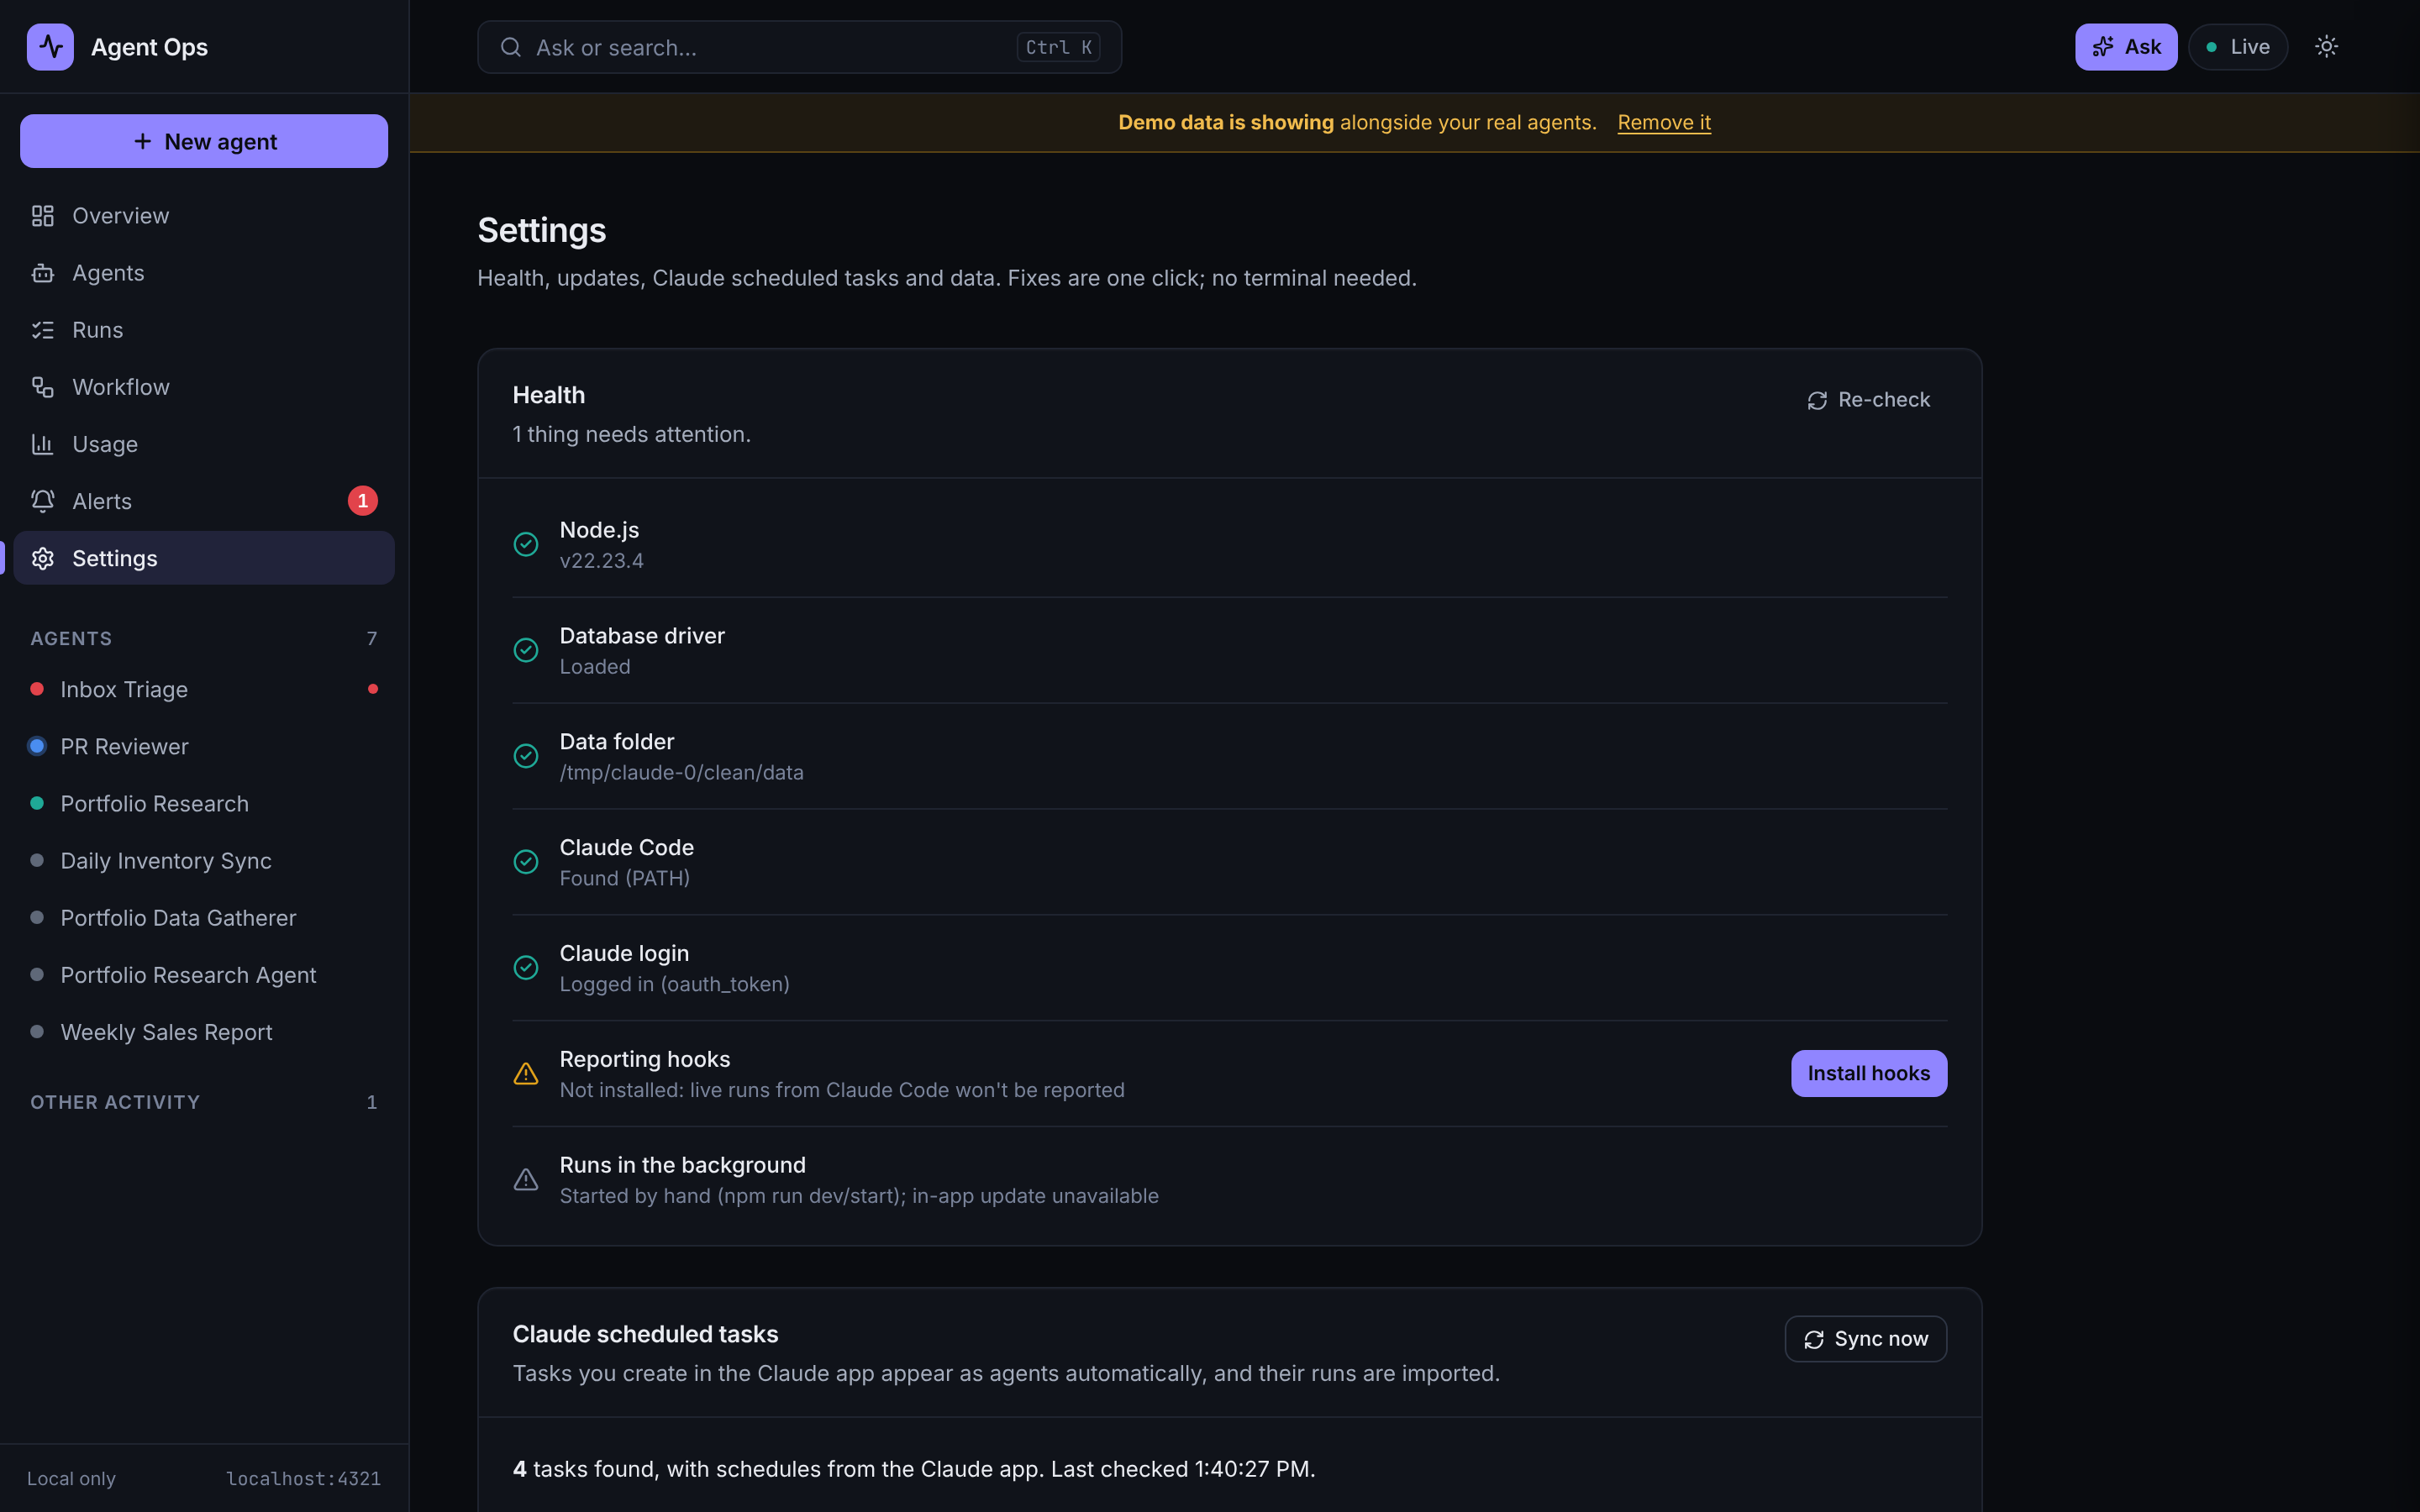 Agent Ops
Ask or search...
Ctrl K
Ask
Live
New agent
Demo data is showing alongside your real agents. Remove it
Overview
Agents
Runs
Workflow
Usage
Alerts
1
Settings
AGENTS
7
Inbox Triage
PR Reviewer
Portfolio Research
Daily Inventory Sync
Portfolio Data Gatherer
Portfolio Research Agent
Weekly Sales Report
OTHER ACTIVITY
1
Local only
localhost:4321
Settings
Health, updates, Claude scheduled tasks and data. Fixes are one click; no terminal needed.
Health
Re-check
1 thing needs attention.
Node.js
v22.23.4
Database driver
Loaded
Data folder
/tmp/claude-0/clean/data
Claude Code
Found (PATH)
Claude login
Logged in (oauth_token)
Reporting hooks
Not installed: live runs from Claude Code won't be reported
Install hooks
Runs in the background
Started by hand (npm run dev/start); in-app update unavailable
Claude scheduled tasks
Sync now
Tasks you create in the Claude app appear as agents automatically, and their runs are imported.
4 tasks found, with schedules from the Claude app. Last checked 1:40:27 PM.